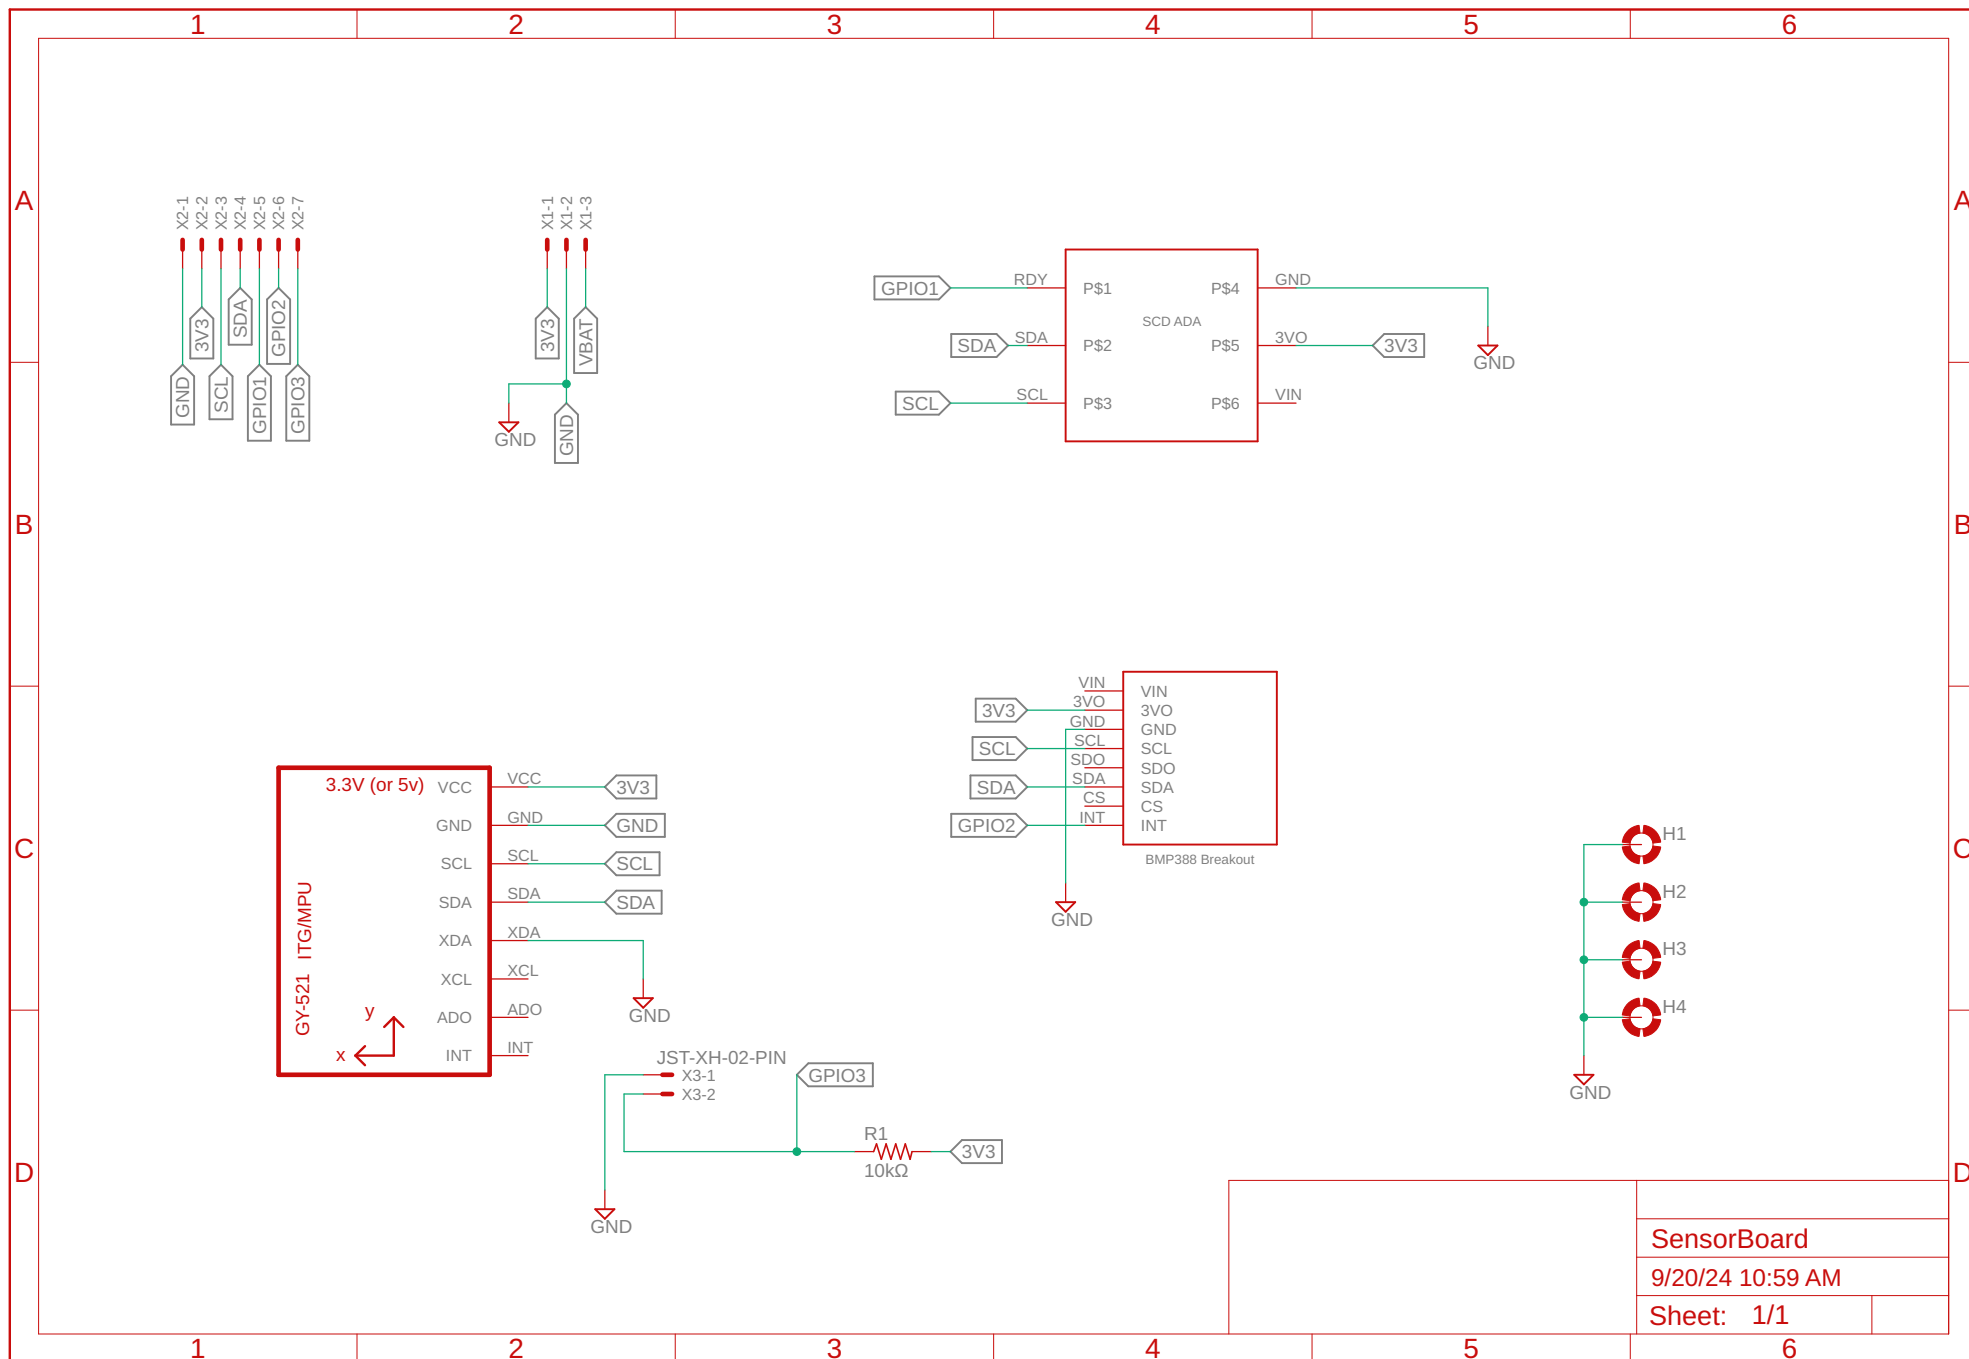 1 2 3 4 5 6
A A
X2-1 X2-2 X2-3 X2-4 X2-5 X2-6 X2-7
GND 3V3 SCL SDA GPIO1 GPIO2 GPIO3
X1-1 X1-2 X1-3
3V3 GND VBAT
GND
GPIO1 RDY P$1 P$4 GND
SCD ADA
SDA SDA P$2 P$5 3VO 3V3
GND
SCL SCL P$3 P$6 VIN
B B
VIN VIN
3V3 3VO 3VO
GND GND
SCL SCL SCL
SDO SDO
SDA SDA SDA
CS CS
GPIO2 INT INT
BMP388 Breakout
GND
C C
3.3V (or 5v) VCC VCC 3V3
GND GND GND
SCL SCL SCL
SDA SDA SDA
XDA XDA
XCL XCL
GND
ADO ADO
INT INT
GY-521 ITG/MPU
y
x
H1
H2
H3
H4
GND
JST-XH-02-PIN
X3-1 GPIO3
X3-2
R1
10kΩ
3V3
GND
D D
SensorBoard
9/20/24 10:59 AM
Sheet: 1/1
1 2 3 4 5 6